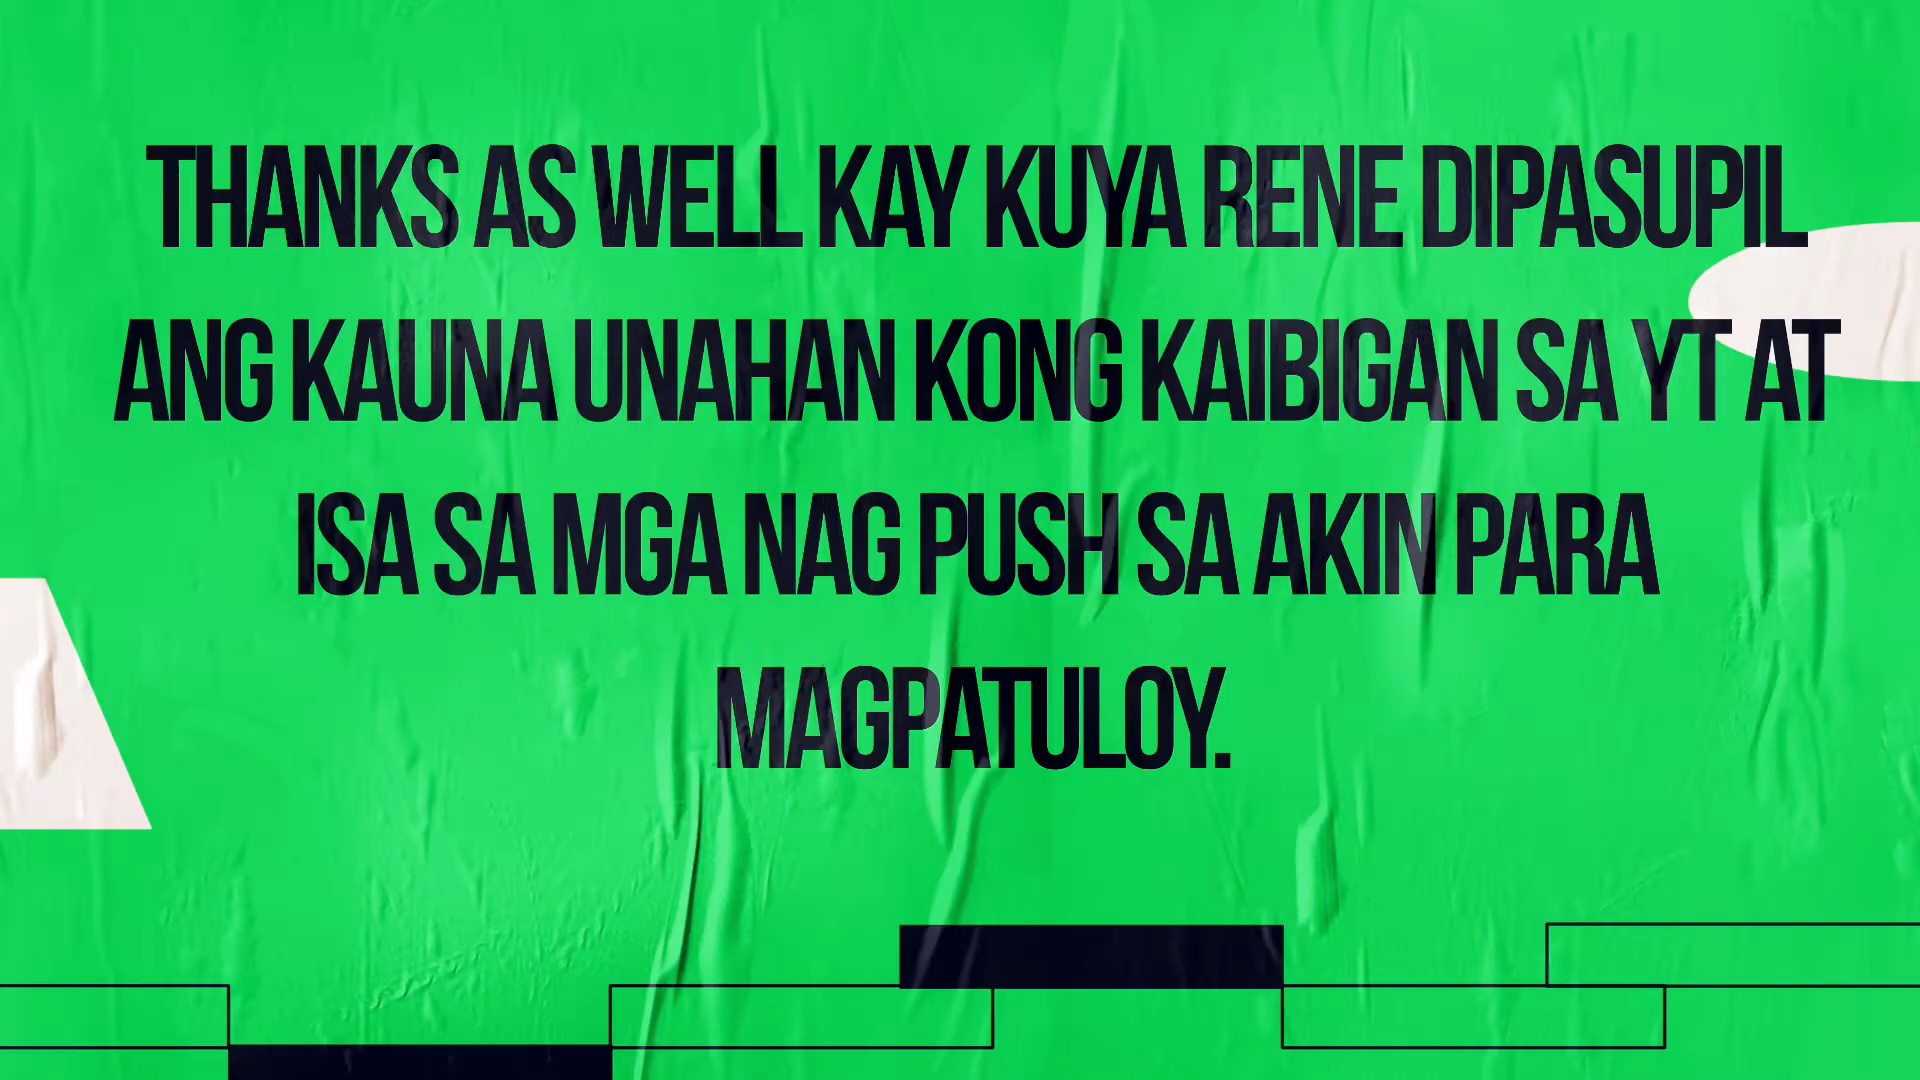 THANKS AS WELL KAY KUYA RENE DIPASUPIL
ANG KAUNA UNAHAN KONG KAIBIGAN SA YT AT
ISA SA MGA NAG PUSH SA AKIN PARA
MAGPATULOY.